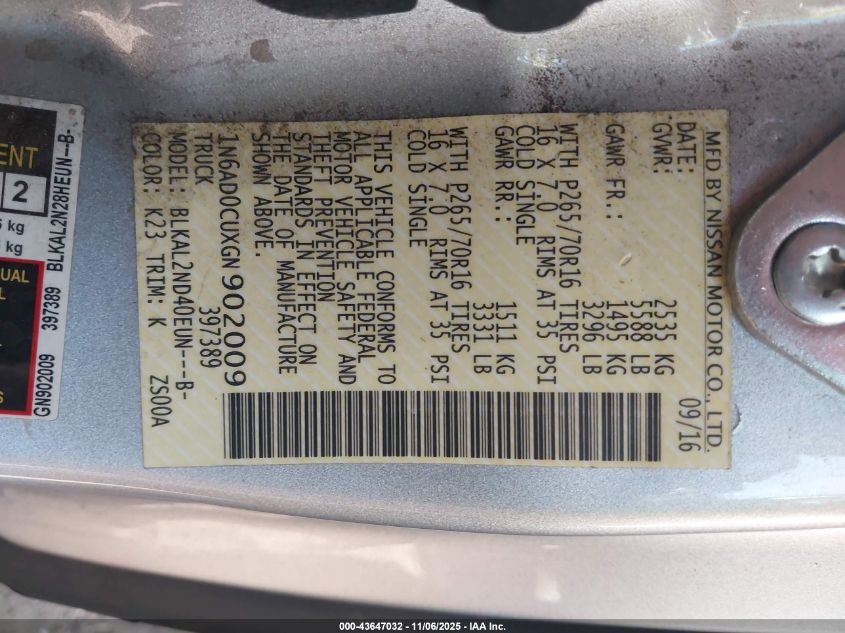 MFD BY NISSAN MOTOR CO., LTD.
DATE: 09/16
GVWR: 2535 KG
5588 LB
GAWR FR.: 1495 KG
3296 LB
WITH P265/70R16 TIRES
16 X 7.0 RIMS AT 35 PSI
COLD SINGLE
GAWR RR.: 1511 KG
3331 LB
WITH P265/70R16 TIRES
16 X 7.0 RIMS AT 35 PSI
COLD SINGLE
THIS VEHICLE CONFORMS TO
ALL APPLICABLE FEDERAL
MOTOR VEHICLE SAFETY AND
THEFT PREVENTION
STANDARDS IN EFFECT ON
THE DATE OF MANUFACTURE
SHOWN ABOVE.
1N6AD0CUXGN902009
TRUCK 397389
MODEL: BLKAL2ND40EUN---B-
COLOR: K23 TRIM: K ZS00A
ENT
2
kg
kg
UAL
L
S
GN902009 397389 BLKAL2N28HEUN--B-
000-43647032 - 11/06/2025 - IAA Inc.